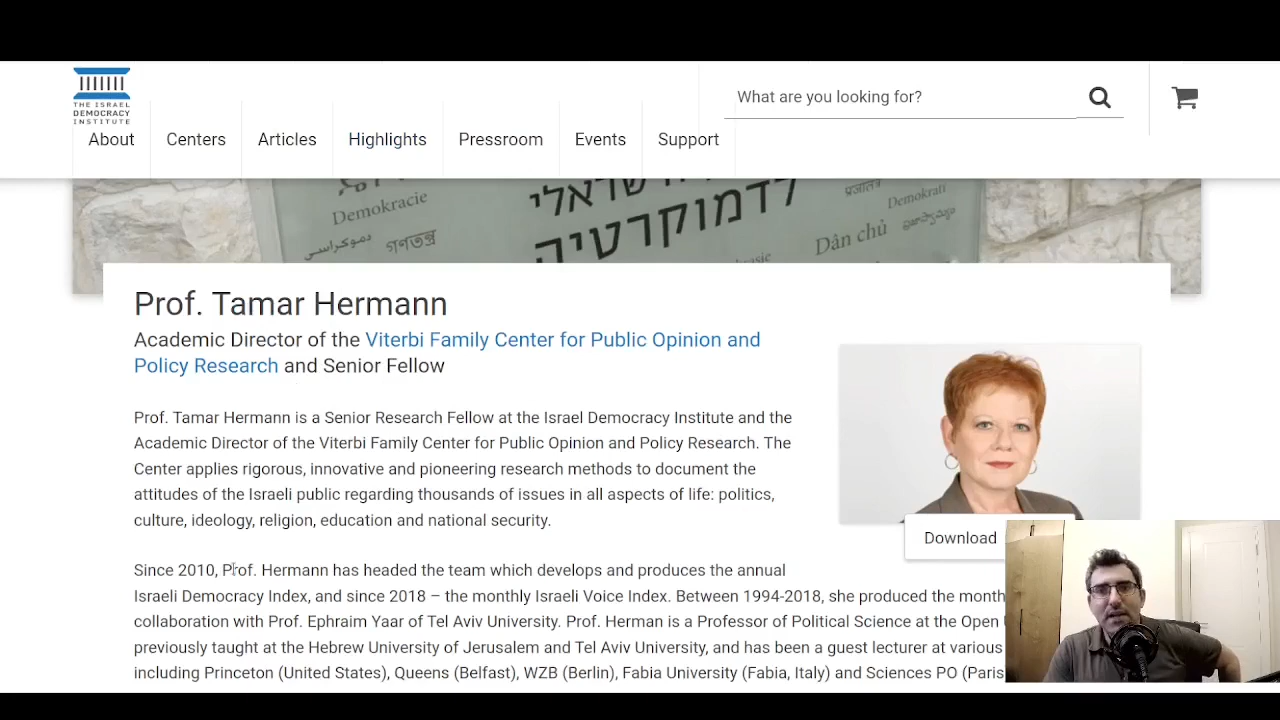 THE ISRAEL
DEMOCRACY
INSTITUTE
What are you looking for?
About
Centers
Articles
Highlights
Pressroom
Events
Support
Demokracie
دموکراسی
განთქ
לדמוקרטיה
Dân chủ
Demokrati
Prof. Tamar Hermann
Academic Director of the Viterbi Family Center for Public Opinion and
Policy Research and Senior Fellow
Prof. Tamar Hermann is a Senior Research Fellow at the Israel Democracy Institute and the
Academic Director of the Viterbi Family Center for Public Opinion and Policy Research. The
Center applies rigorous, innovative and pioneering research methods to document the
attitudes of the Israeli public regarding thousands of issues in all aspects of life: politics,
culture, ideology, religion, education and national security.
Download
Since 2010, Prof. Hermann has headed the team which develops and produces the annual
Israeli Democracy Index, and since 2018 – the monthly Israeli Voice Index. Between 1994-2018, she produced the month
collaboration with Prof. Ephraim Yaar of Tel Aviv University. Prof. Herman is a Professor of Political Science at the Open
previously taught at the Hebrew University of Jerusalem and Tel Aviv University, and has been a guest lecturer at various
including Princeton (United States), Queens (Belfast), WZB (Berlin), Fabia University (Fabia, Italy) and Sciences PO (Paris